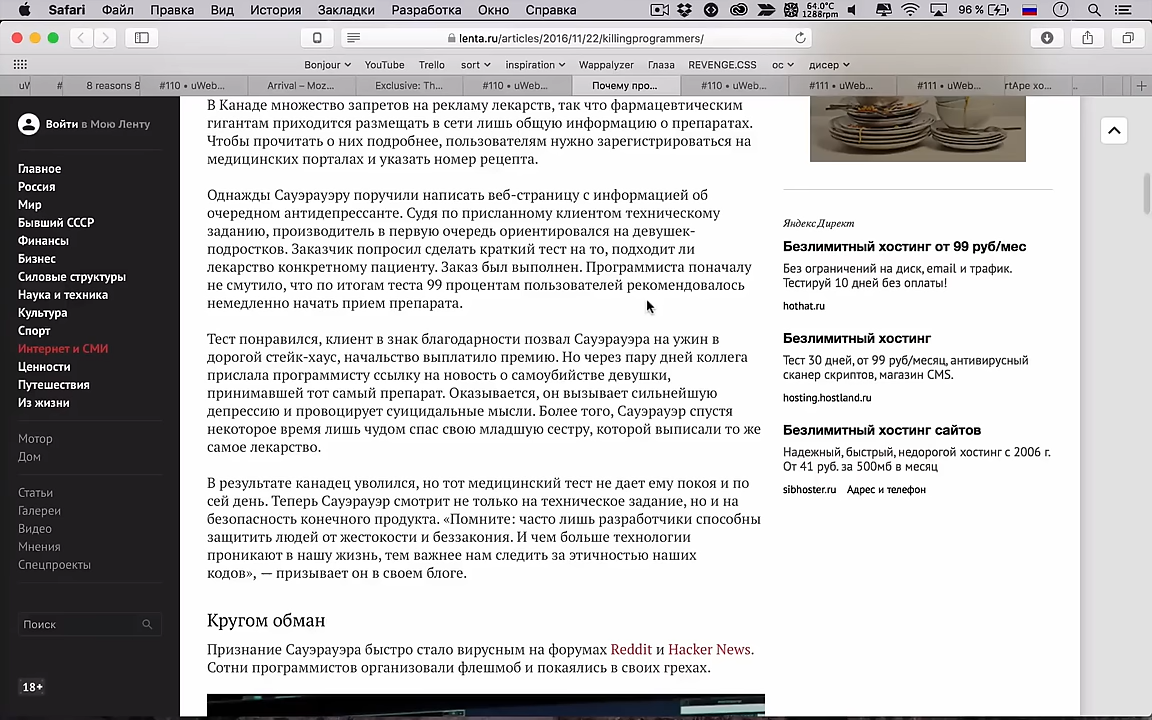 Safari Файл Правка Вид История Закладки Разработка Окно Справка 64.0°C 1288rpm 96 %
lenta.ru/articles/2016/11/22/killingprogrammers/
Bonjour YouTube Trello sort inspiration Wappalyzer Глаза REVENGE.CSS ос дисер
uV # 8 reasons 8 #110 • uWeb... Arrival – Moz... Exclusive: Th... #110 • uWeb... Почему про... #110 • uWeb... #111 • uWeb... #111 • uWeb... rtApe хо...
Войти в Мою Ленту
Главное
Россия
Мир
Бывший СССР
Финансы
Бизнес
Силовые структуры
Наука и техника
Культура
Спорт
Интернет и СМИ
Ценности
Путешествия
Из жизни
Мотор
Дом
Статьи
Галереи
Видео
Мнения
Спецпроекты
Поиск
18+
В Канаде множество запретов на рекламу лекарств, так что фармацевтическим
гигантам приходится размещать в сети лишь общую информацию о препаратах.
Чтобы прочитать о них подробнее, пользователям нужно зарегистрироваться на
медицинских порталах и указать номер рецепта.
Однажды Сауэрауэру поручили написать веб-страницу с информацией об
очередном антидепрессанте. Судя по присланному клиентом техническому
заданию, производитель в первую очередь ориентировался на девушек-
подростков. Заказчик попросил сделать краткий тест на то, подходит ли
лекарство конкретному пациенту. Заказ был выполнен. Программиста поначалу
не смутило, что по итогам теста 99 процентам пользователей рекомендовалось
немедленно начать прием препарата.
Тест понравился, клиент в знак благодарности позвал Сауэрауэра на ужин в
дорогой стейк-хаус, начальство выплатило премию. Но через пару дней коллега
прислала программисту ссылку на новость о самоубийстве девушки,
принимавшей тот самый препарат. Оказывается, он вызывает сильнейшую
депрессию и провоцирует суицидальные мысли. Более того, Сауэрауэр спустя
некоторое время лишь чудом спас свою младшую сестру, которой выписали то же
самое лекарство.
В результате канадец уволился, но тот медицинский тест не дает ему покоя и по
сей день. Теперь Сауэрауэр смотрит не только на техническое задание, но и на
безопасность конечного продукта. «Помните: часто лишь разработчики способны
защитить людей от жестокости и беззакония. И чем больше технологии
проникают в нашу жизнь, тем важнее нам следить за этичностью наших
кодов», — призывает он в своем блоге.
Кругом обман
Признание Сауэрауэра быстро стало вирусным на форумах Reddit и Hacker News.
Сотни программистов организовали флешмоб и покаялись в своих грехах.
Яндекс Директ
Безлимитный хостинг от 99 руб/мес
Без ограничений на диск, email и трафик.
Тестируй 10 дней без оплаты!
hothat.ru
Безлимитный хостинг
Тест 30 дней, от 99 руб/месяц, антивирусный
сканер скриптов, магазин CMS.
hosting.hostland.ru
Безлимитный хостинг сайтов
Надежный, быстрый, недорогой хостинг с 2006 г.
От 41 руб. за 500мб в месяц
sibhoster.ru Адрес и телефон